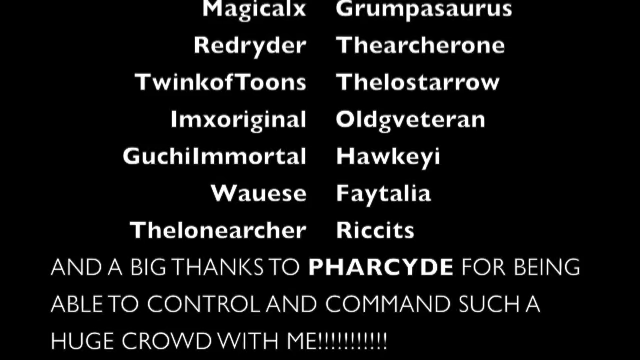 Magicalx Grumpasaurus
Redryder Thearcherone
TwinkofToons Thelostarrow
Imxoriginal Oldgveteran
GuchiImmortal Hawkeyi
Wauese Faytalia
Thelonearcher Riccits
AND A BIG THANKS TO PHARCYDE FOR BEING
ABLE TO CONTROL AND COMMAND SUCH A
HUGE CROWD WITH ME!!!!!!!!!!!